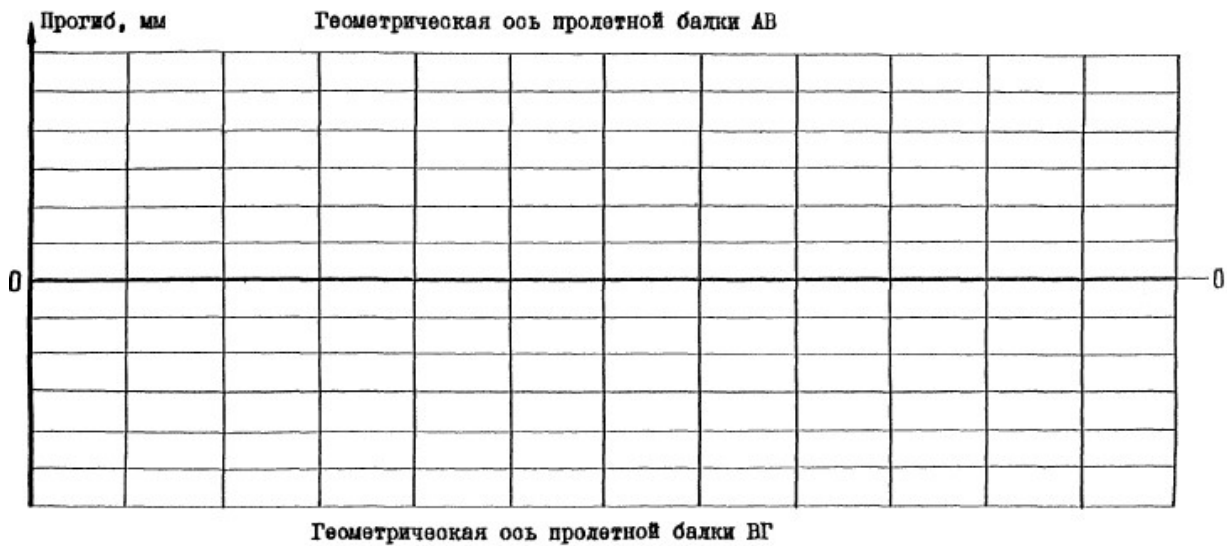 Прогиб, мм
Геометрическая ось пролетной балки АВ
0
0
Геометрическая ось пролетной балки ВГ